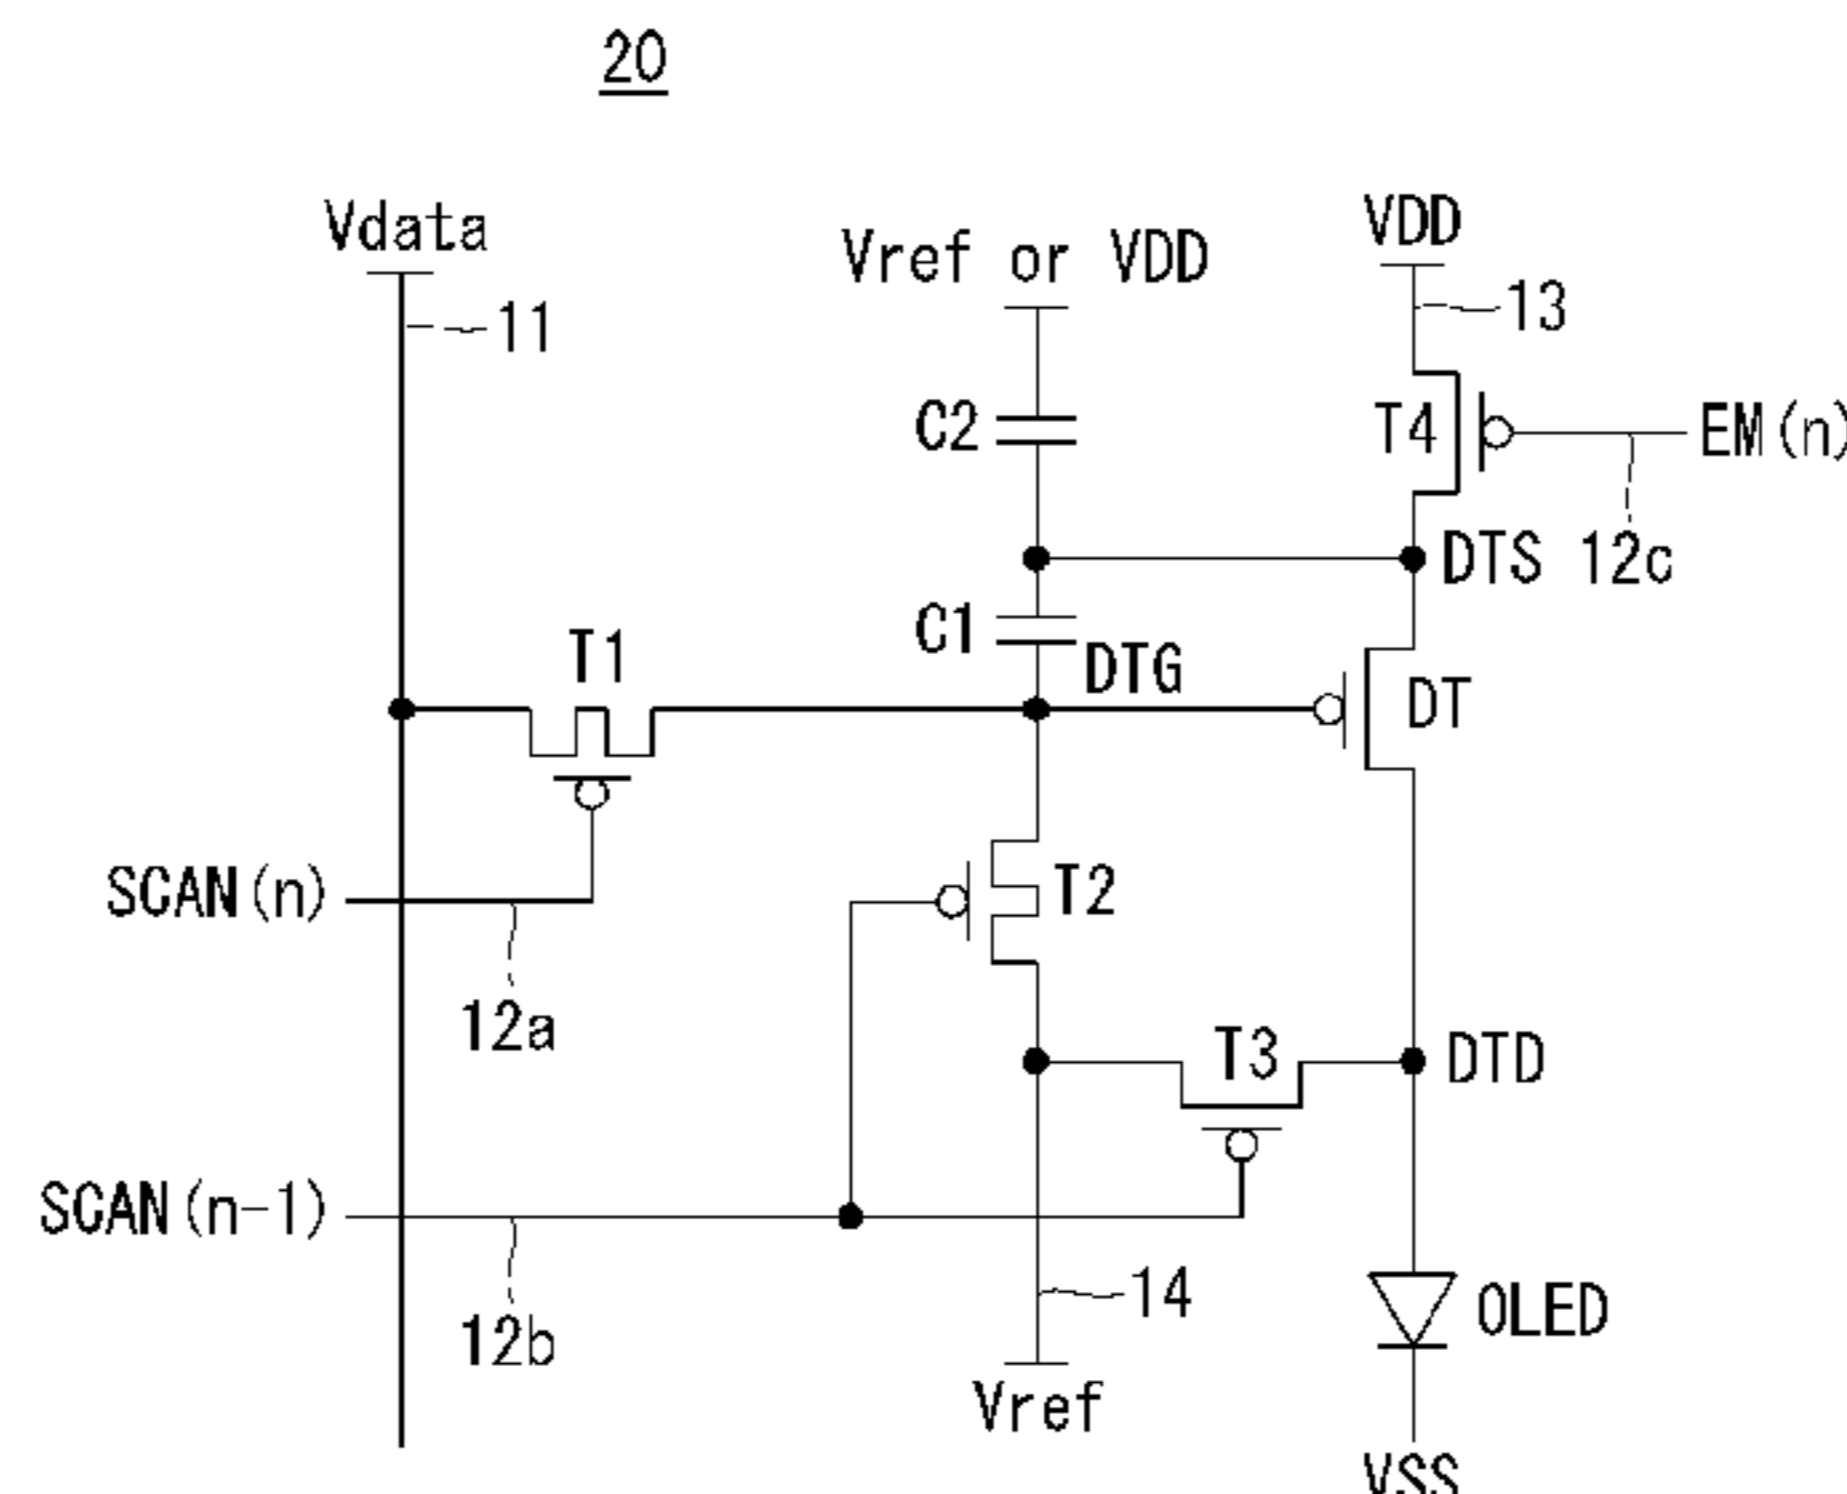 20
Vdata
Vref or VDD
VDD
11
13
C2
T4
EM(n)
DTS 12c
C1
T1
DTG
DT
SCAN(n)
T2
12a
T3
DTD
SCAN(n-1)
14
OLED
12b
Vref
VSS